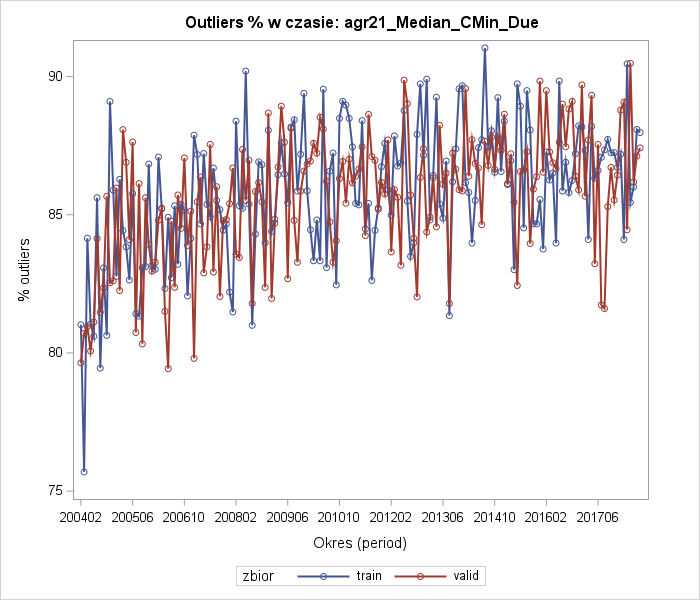 Outliers % w czasie: agr21_Median_CMin_Due
% outliers
90
85
80
75
200402 200506 200610 200802 200906 201010 201202 201306 201410 201602 201706
Okres (period)
zbior train valid